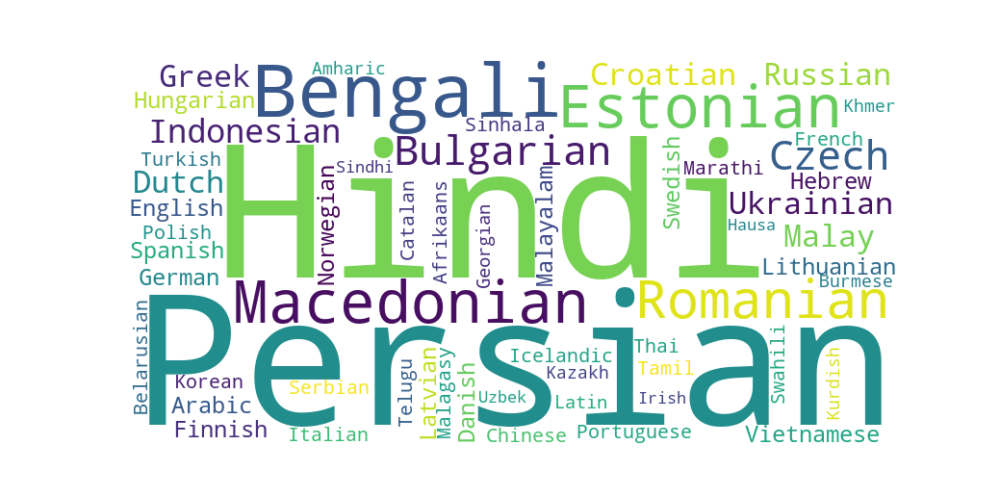 Greek
Bengali
Amharic
Croatian
Russian
Hungarian
Estonian
Khmer
Indonesian
Sinhala
Bulgarian
French
Czech
Turkish
Hindi
Sindhi
Marathi
Dutch
Hebrew
English
Norwegian
Catalan
Afrikaans
Georgian
Malayalam
Swedish
Ukrainian
Polish
Hausa
Spanish
Malay
German
Lithuanian
Burmese
Macedonian
Romanian
Persian
Belarusian
Korean
Serbian
Telugu
Latvian
Malagasy
Danish
Icelandic
Kazakh
Thai
Tamil
Swahili
Kurdish
Arabic
Uzbek
Latin
Irish
Finnish
Italian
Chinese
Portuguese
Vietnamese